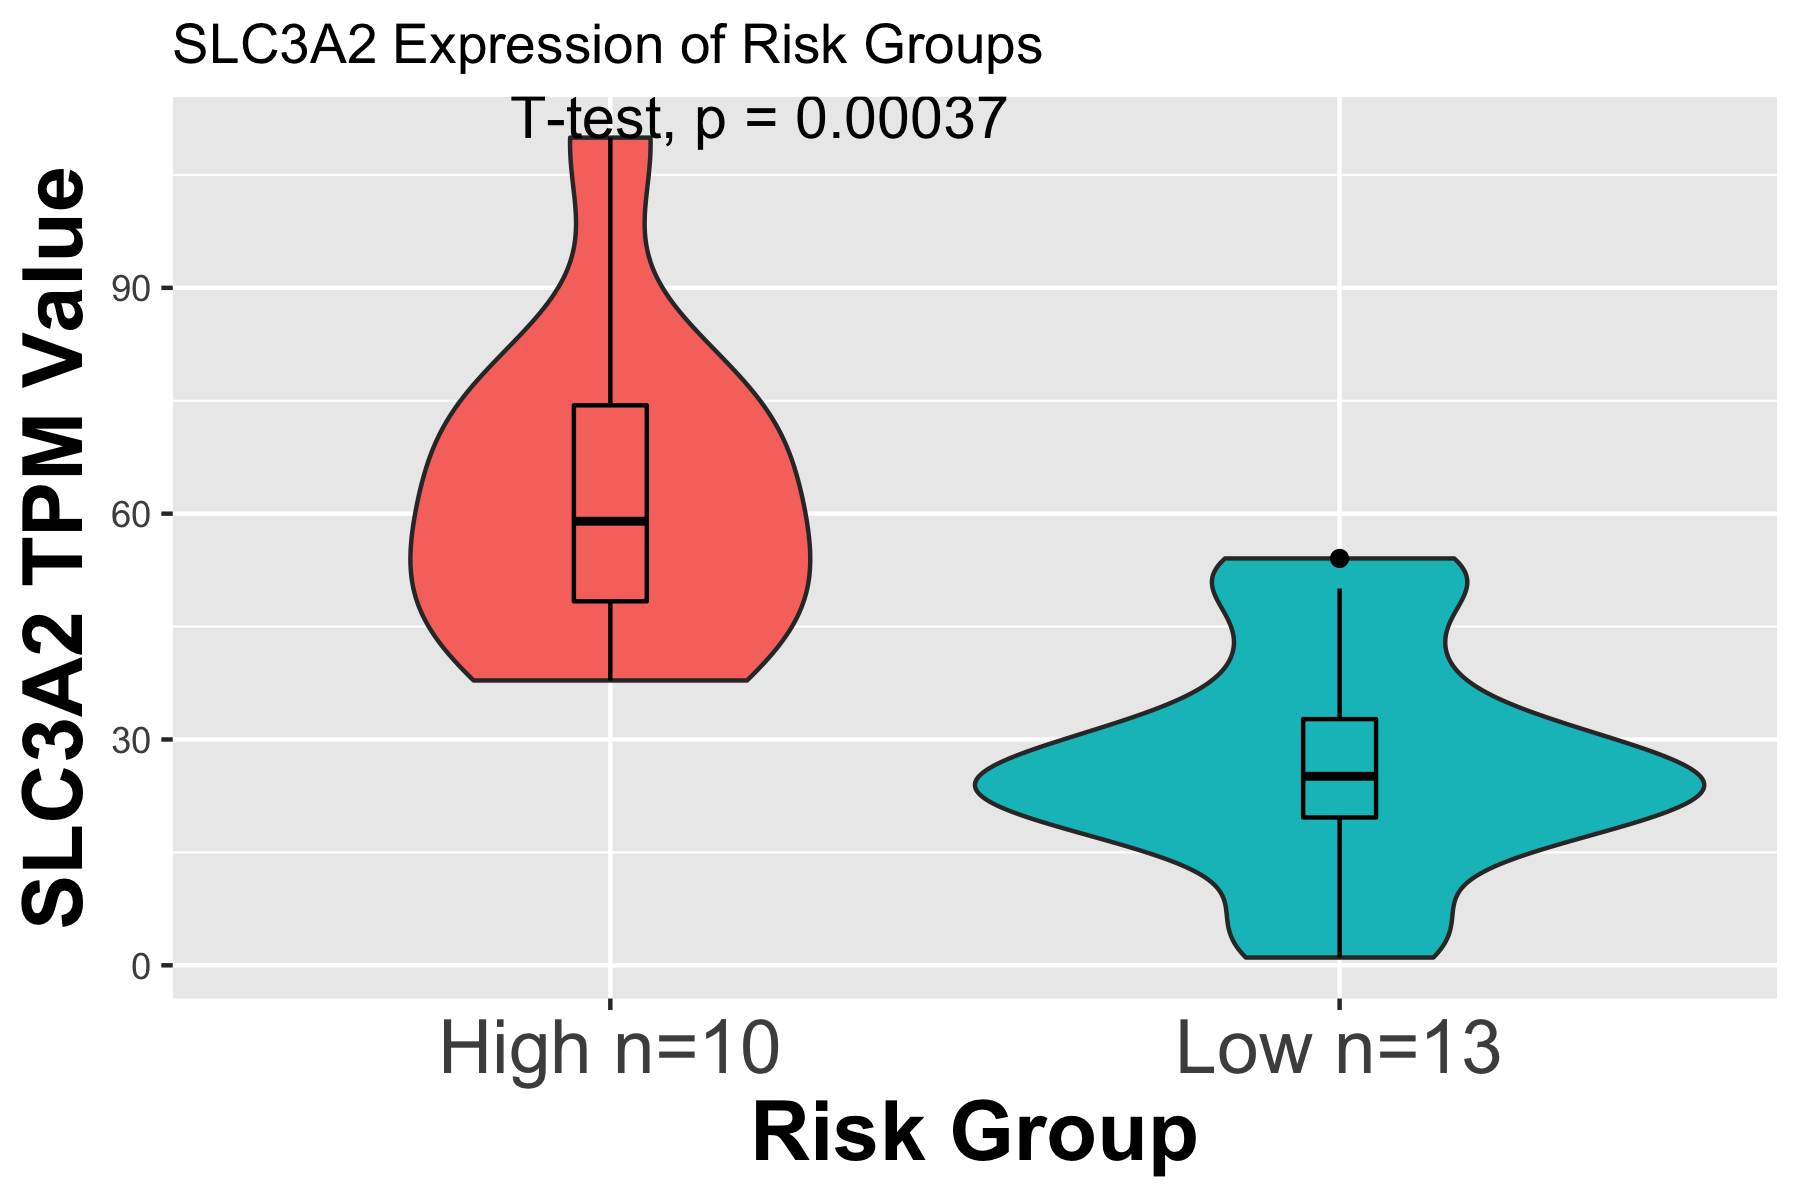 SLC3A2 Expression of Risk Groups
T-test, p = 0.00037
SLC3A2 TPM Value
90
60
30
0
High n=10
Low n=13
Risk Group